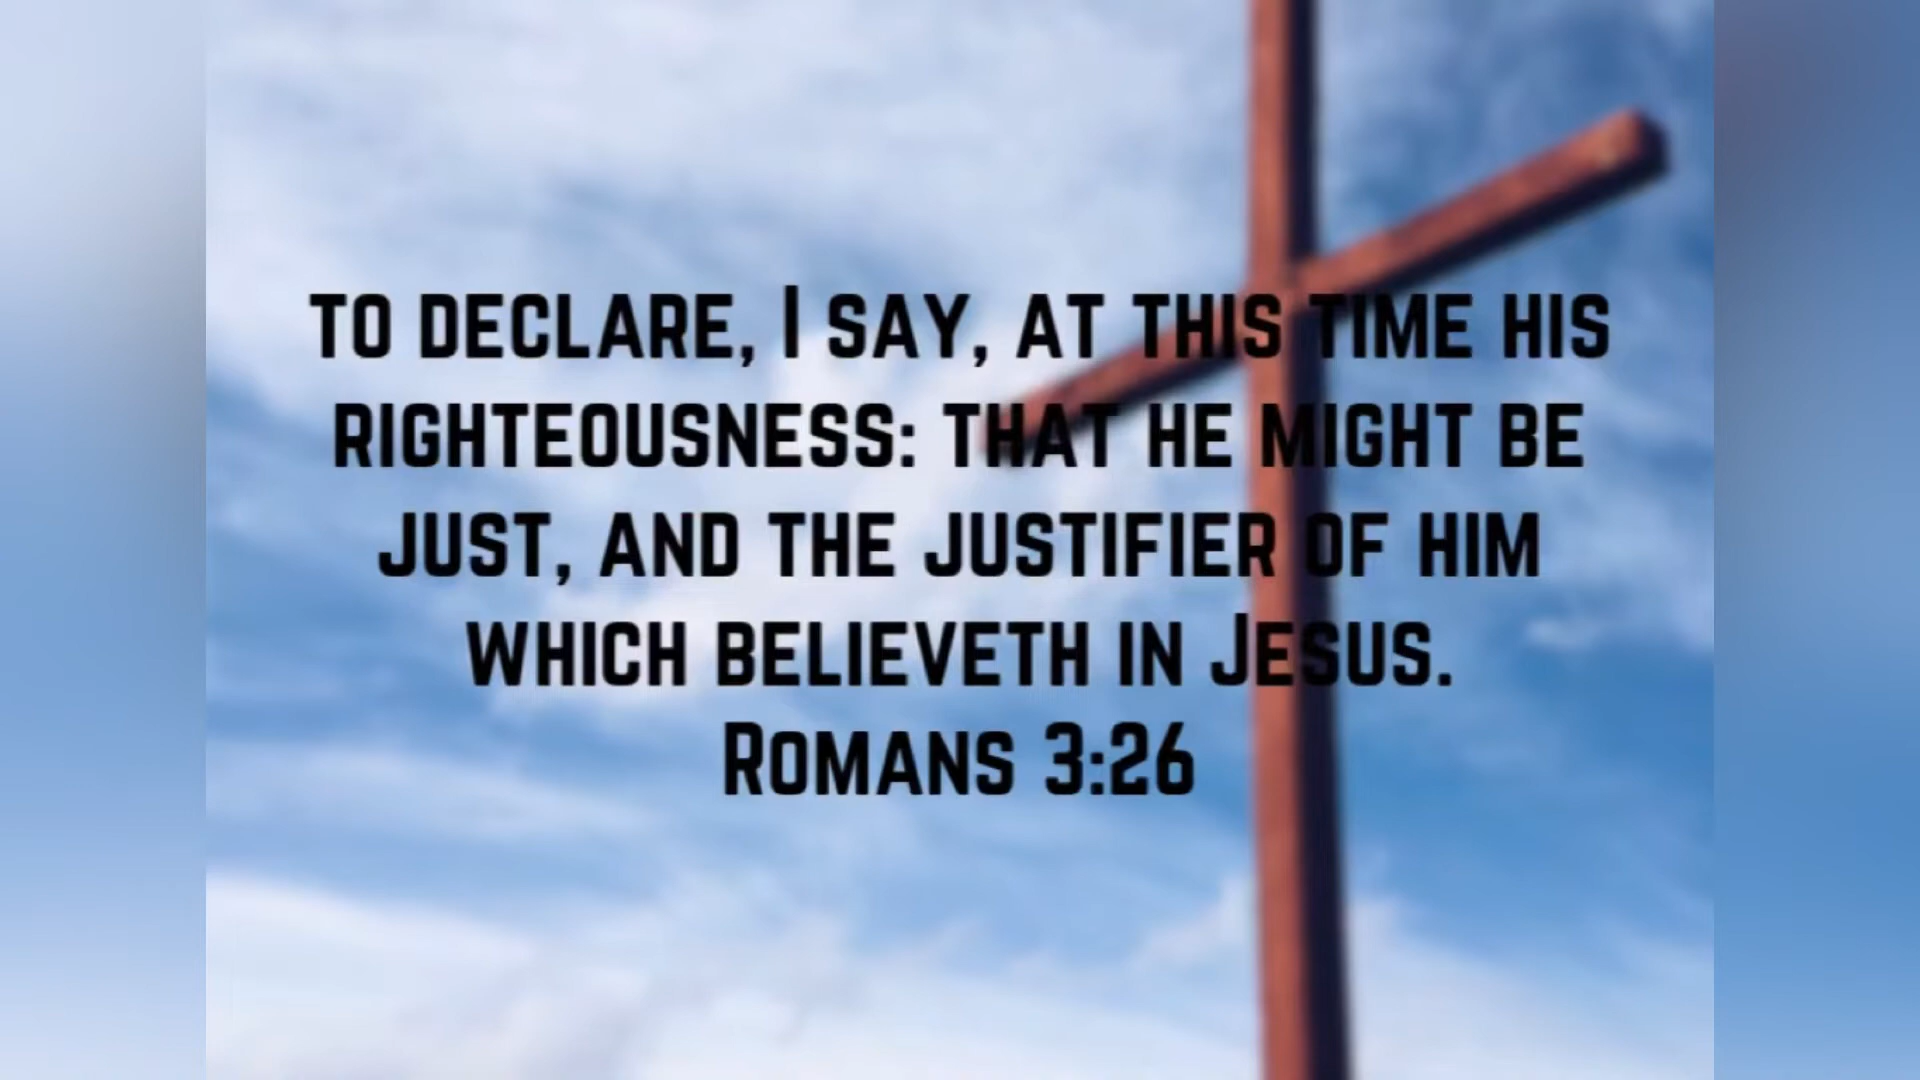 to declare, I say, at this time his
righteousness: that he might be
just, and the justifier of him
which believeth in Jesus.
Romans 3:26